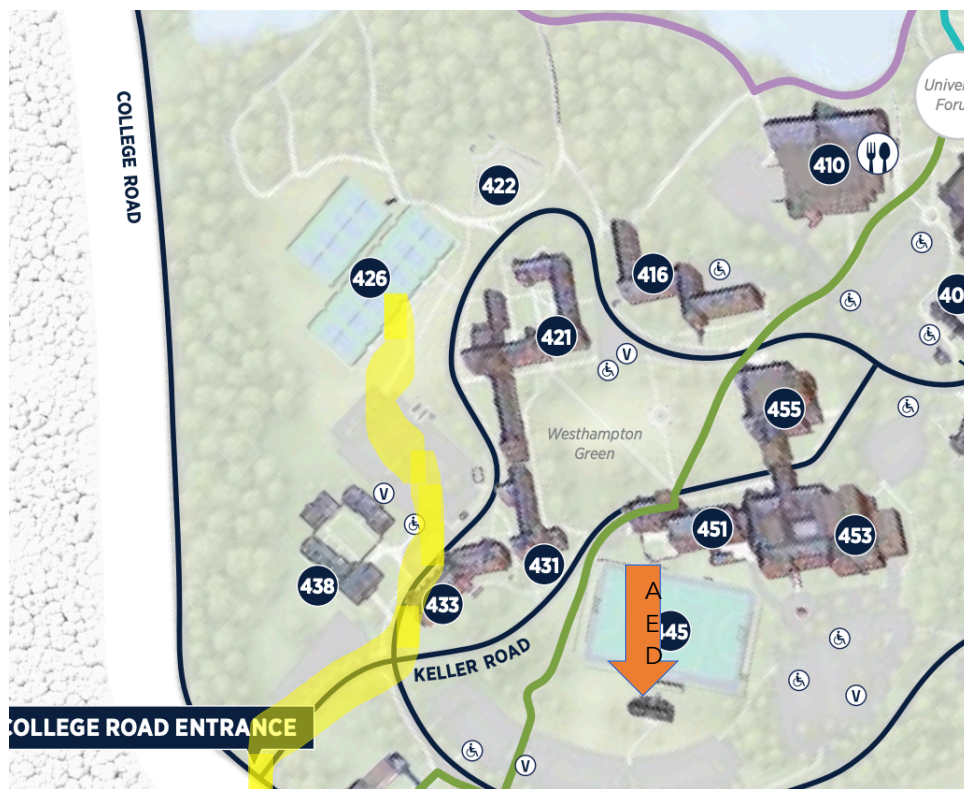 COLLEGE ROAD
Univer
Foru
410
422
426
416
40
421
V
455
Westhampton
Green
V
451
453
431
438
433
A
E
D
445
KELLER ROAD
V
COLLEGE ROAD ENTRANCE
V